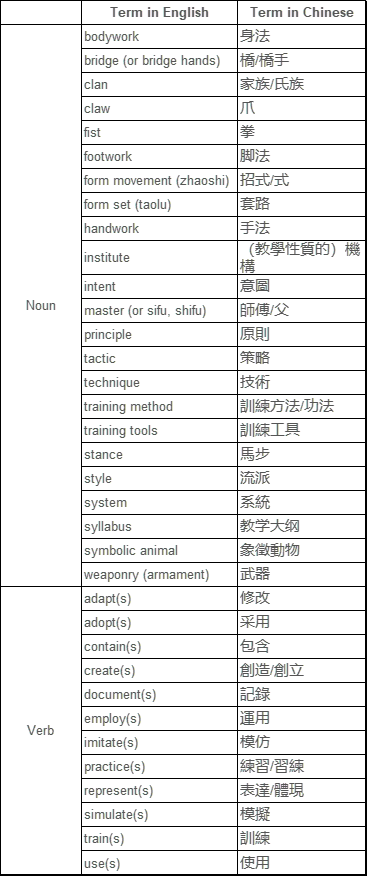 Term in English Term in Chinese
Noun
bodywork 身法
bridge (or bridge hands) 橋/橋手
clan 家族/氏族
claw 爪
fist 拳
footwork 脚法
form movement (zhaoshi) 招式/式
form set (taolu) 套路
handwork 手法
institute （教學性質的）機
構
intent 意圖
master (or sifu, shifu) 師傅/父
principle 原則
tactic 策略
technique 技術
training method 訓練方法/功法
training tools 訓練工具
stance 馬步
style 流派
system 系統
syllabus 教学大纲
symbolic animal 象徵動物
weaponry (armament) 武器
Verb
adapt(s) 修改
adopt(s) 采用
contain(s) 包含
create(s) 創造/創立
document(s) 記錄
employ(s) 運用
imitate(s) 模仿
practice(s) 練習/習練
represent(s) 表達/體現
simulate(s) 模擬
train(s) 訓練
use(s) 使用